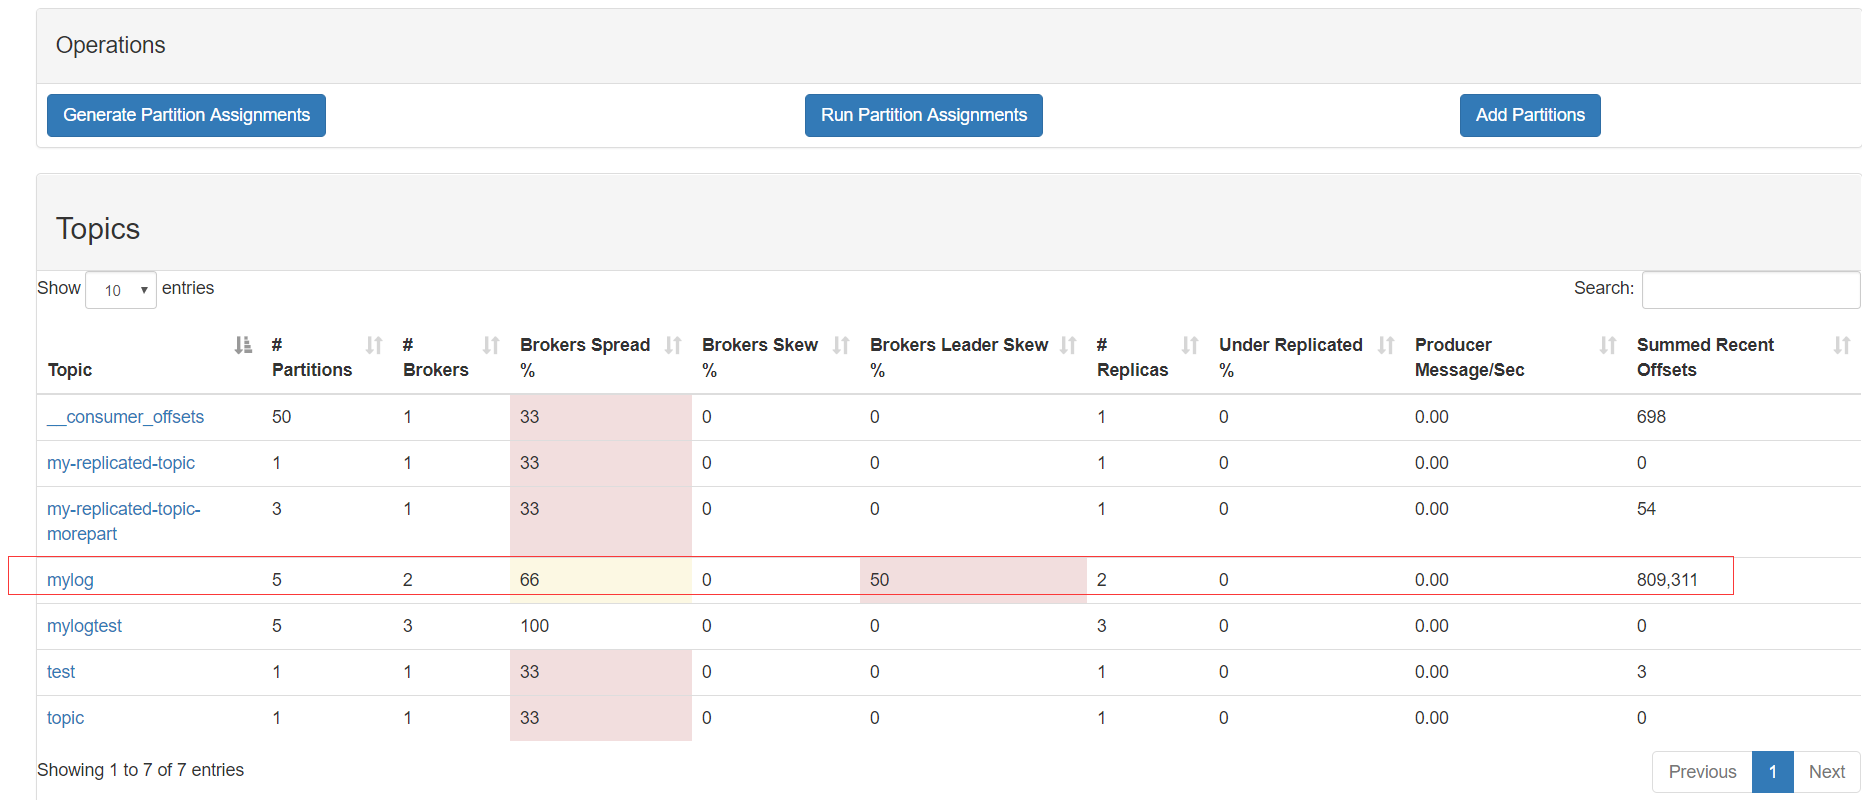 Operations
Generate Partition Assignments Run Partition Assignments Add Partitions
Topics
Show 10 entries Search:
Topic # Partitions # Brokers Brokers Spread % Brokers Skew % Brokers Leader Skew % # Replicas Under Replicated % Producer Message/Sec Summed Recent Offsets
__consumer_offsets 50 1 33 0 0 1 0 0.00 698
my-replicated-topic 1 1 33 0 0 1 0 0.00 0
my-replicated-topic- 3 1 33 0 0 1 0 0.00 54
morepart
mylog 5 2 66 0 50 2 0 0.00 809,311
mylogtest 5 3 100 0 0 3 0 0.00 0
test 1 1 33 0 0 1 0 0.00 3
topic 1 1 33 0 0 1 0 0.00 0
Showing 1 to 7 of 7 entries Previous 1 Next